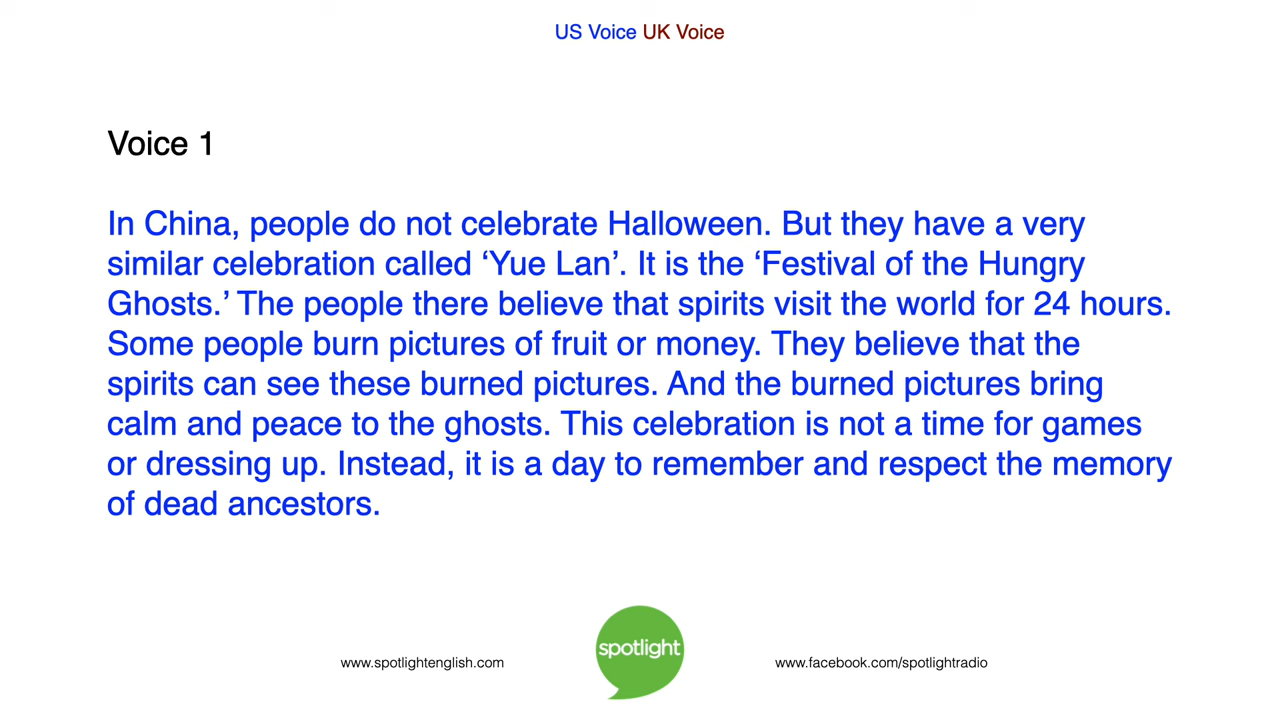 US Voice UK Voice
Voice 1
In China, people do not celebrate Halloween. But they have a very
similar celebration called ‘Yue Lan’. It is the ‘Festival of the Hungry
Ghosts.’ The people there believe that spirits visit the world for 24 hours.
Some people burn pictures of fruit or money. They believe that the
spirits can see these burned pictures. And the burned pictures bring
calm and peace to the ghosts. This celebration is not a time for games
or dressing up. Instead, it is a day to remember and respect the memory
of dead ancestors.
www.spotlightenglish.com
spotlight
www.facebook.com/spotlightradio